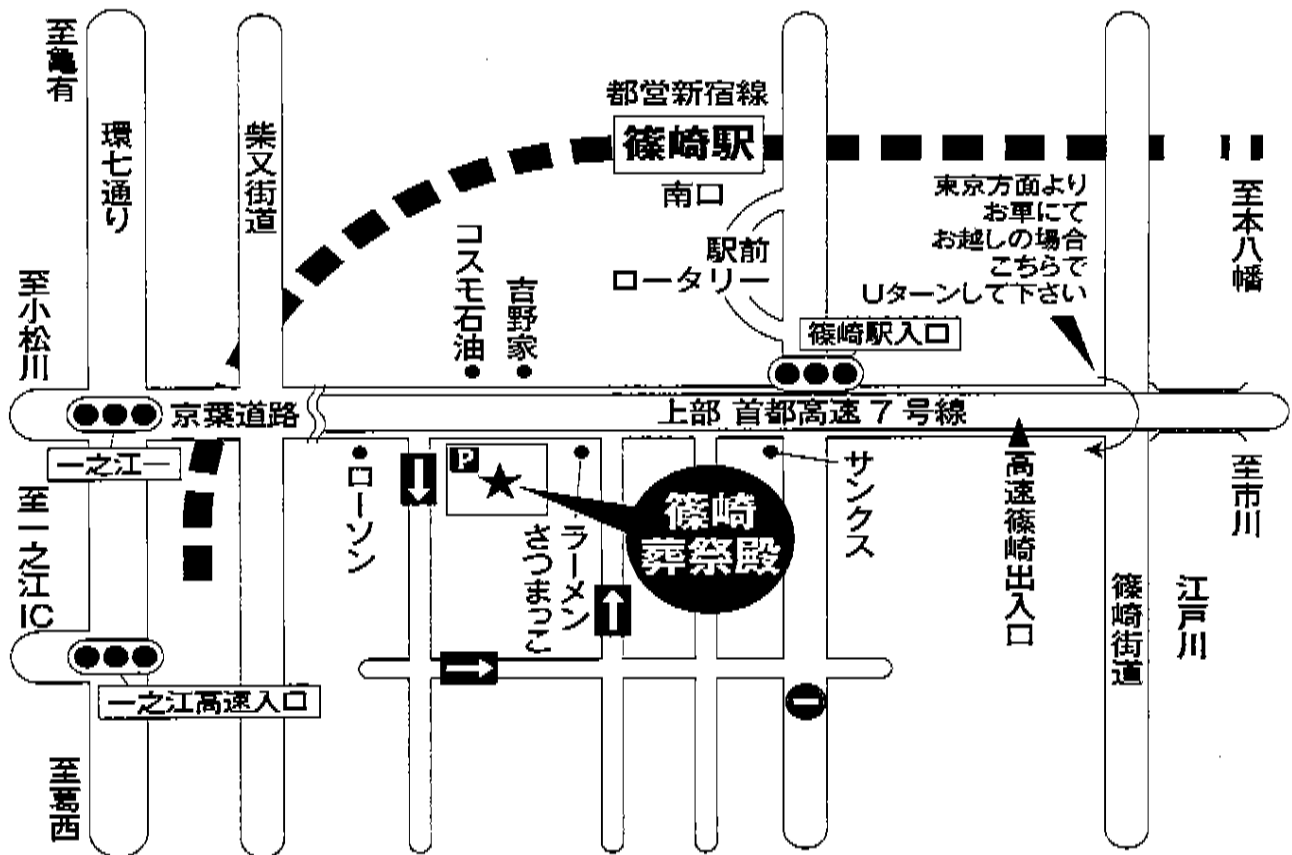 至亀有
環七通り
柴又街道
都営新宿線
篠崎駅
南口
駅前
ロータリー
東京方面より
お車にて
お越しの場合
こちらで
Uターンして下さい
至本八幡
至小松川
コスモ石油
吉野家
篠崎駅入口
京葉道路
上部 首都高速7号線
一之江一
至一之江IC
ローソン
P
ラーメン
さつまっこ
篠崎
葬祭殿
サンクス
高速篠崎出入口
至市川
篠崎街道
江戸川
一之江高速入口
至葛西